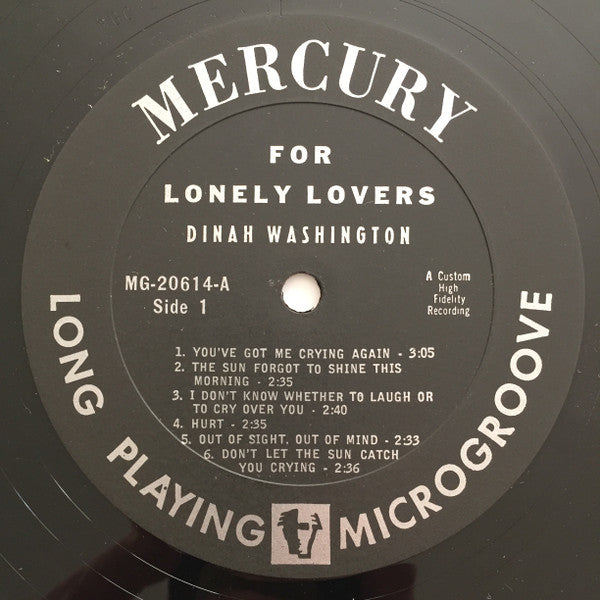 MERCURY
FOR
LONELY LOVERS
DINAH WASHINGTON
MG-20614-A
Side 1
A Custom
High
Fidelity
Recording
1. YOU'VE GOT ME CRYING AGAIN - 3:05
2. THE SUN FORGOT TO SHINE THIS
MORNING - 2:35
3. I DON'T KNOW WHETHER TO LAUGH OR
TO CRY OVER YOU - 2:40
4. HURT - 2:35
5. OUT OF SIGHT, OUT OF MIND - 2:33
6. DON'T LET THE SUN CATCH
YOU CRYING - 2:36
LONG PLAYING MICROGROOVE